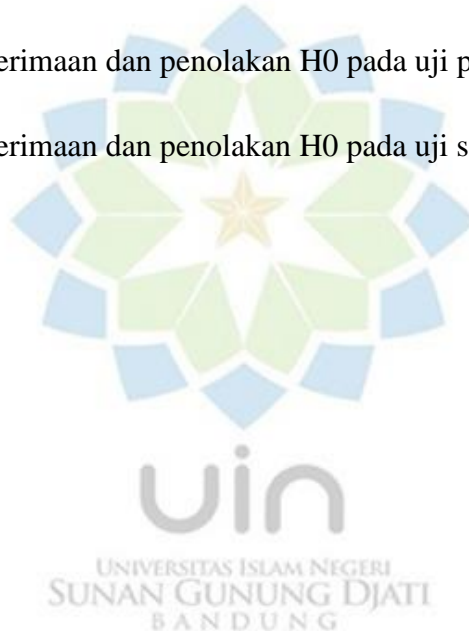 erimaan dan penolakan H0 pada uji p
erimaan dan penolakan H0 pada uji s
uin
UNIVERSITAS ISLAM NEGERI
SUNAN GUNUNG DJATI
BANDUNG